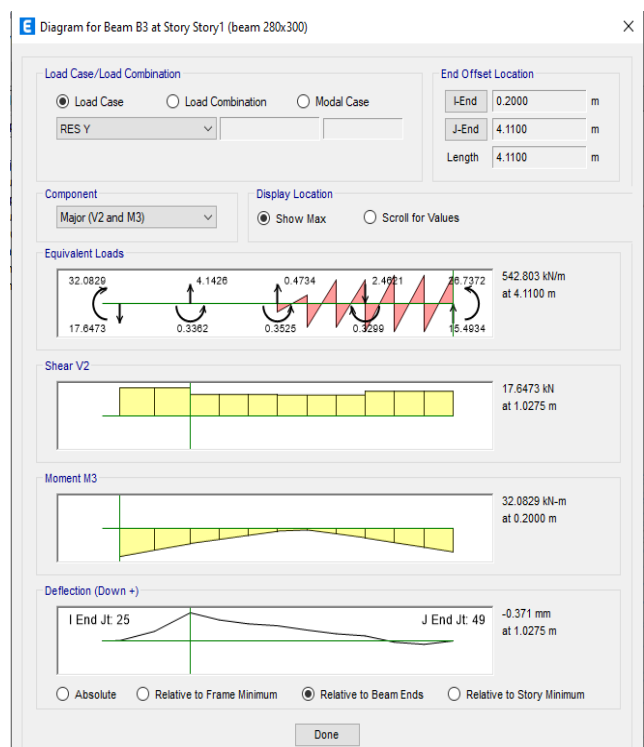 E Diagram for Beam B3 at Story Story1 (beam 280x300)
Load Case/Load Combination
Load Case Load Combination Modal Case
RES Y
End Offset Location
I-End 0.2000 m
J-End 4.1100 m
Length 4.1100 m
Component
Major (V2 and M3)
Display Location
Show Max Scroll for Values
Equivalent Loads
32.0829 4.1426 0.4734 2.4621 26.7372
17.6473 0.3362 0.3525 0.3299 15.4934
542.803 kN/m
at 4.1100 m
Shear V2
17.6473 kN
at 1.0275 m
Moment M3
32.0829 kN-m
at 0.2000 m
Deflection (Down +)
I End Jt: 25 J End Jt: 49
-0.371 mm
at 1.0275 m
Absolute Relative to Frame Minimum Relative to Beam Ends Relative to Story Minimum
Done